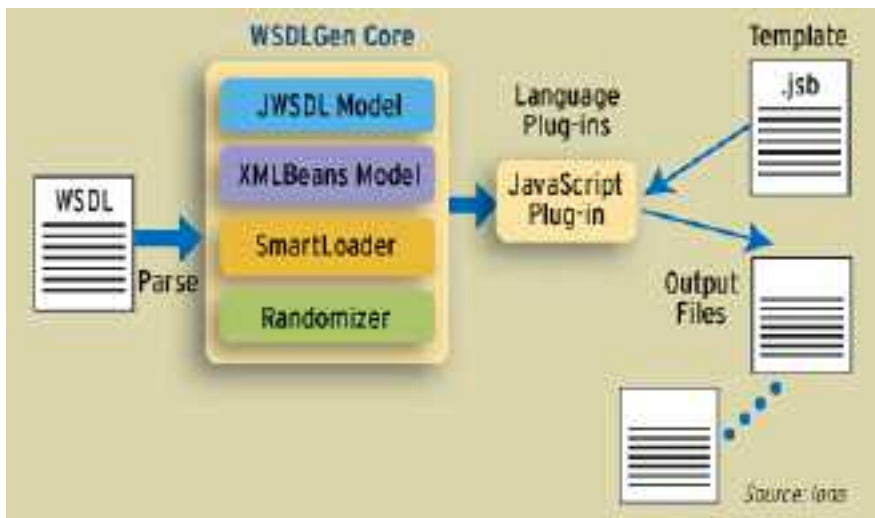 WSDLGen Core
JWSDL Model
XMLBeans Model
SmartLoader
Randomizer
WSDL
Parse
Language
Plug-ins
JavaScript
Plug-in
Template
.jsb
Output
Files
Source: Iona